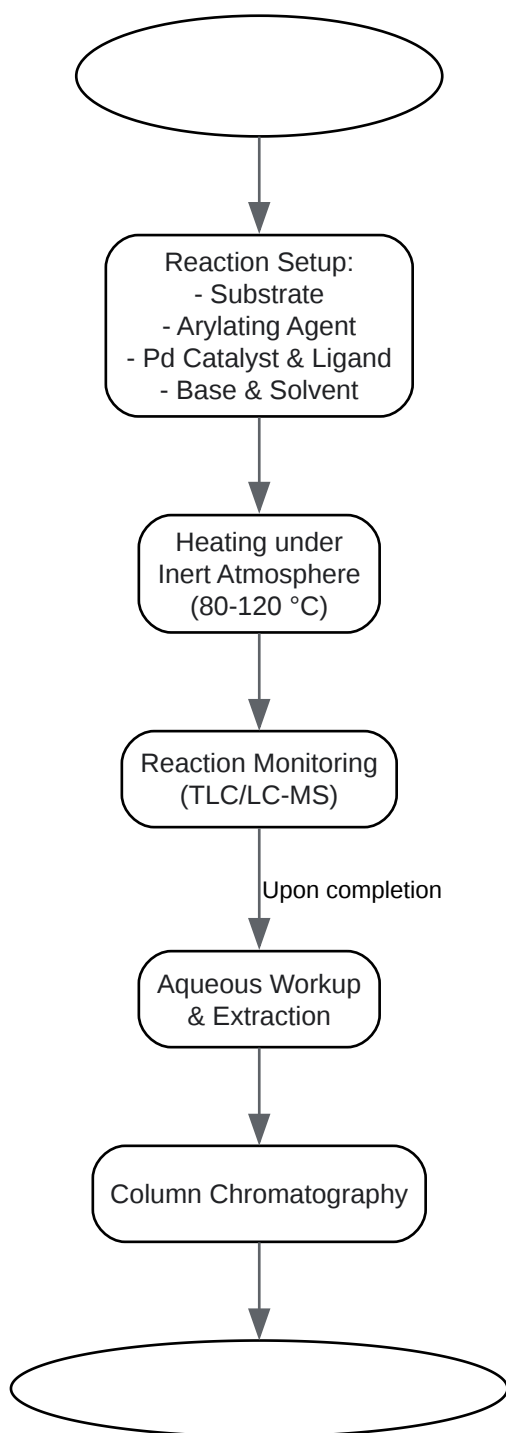 Reaction Setup:
- Substrate
- Arylating Agent
- Pd Catalyst & Ligand
- Base & Solvent
Heating under
Inert Atmosphere
(80-120 °C)
Reaction Monitoring
(TLC/LC-MS)
Upon completion
Aqueous Workup
& Extraction
Column Chromatography